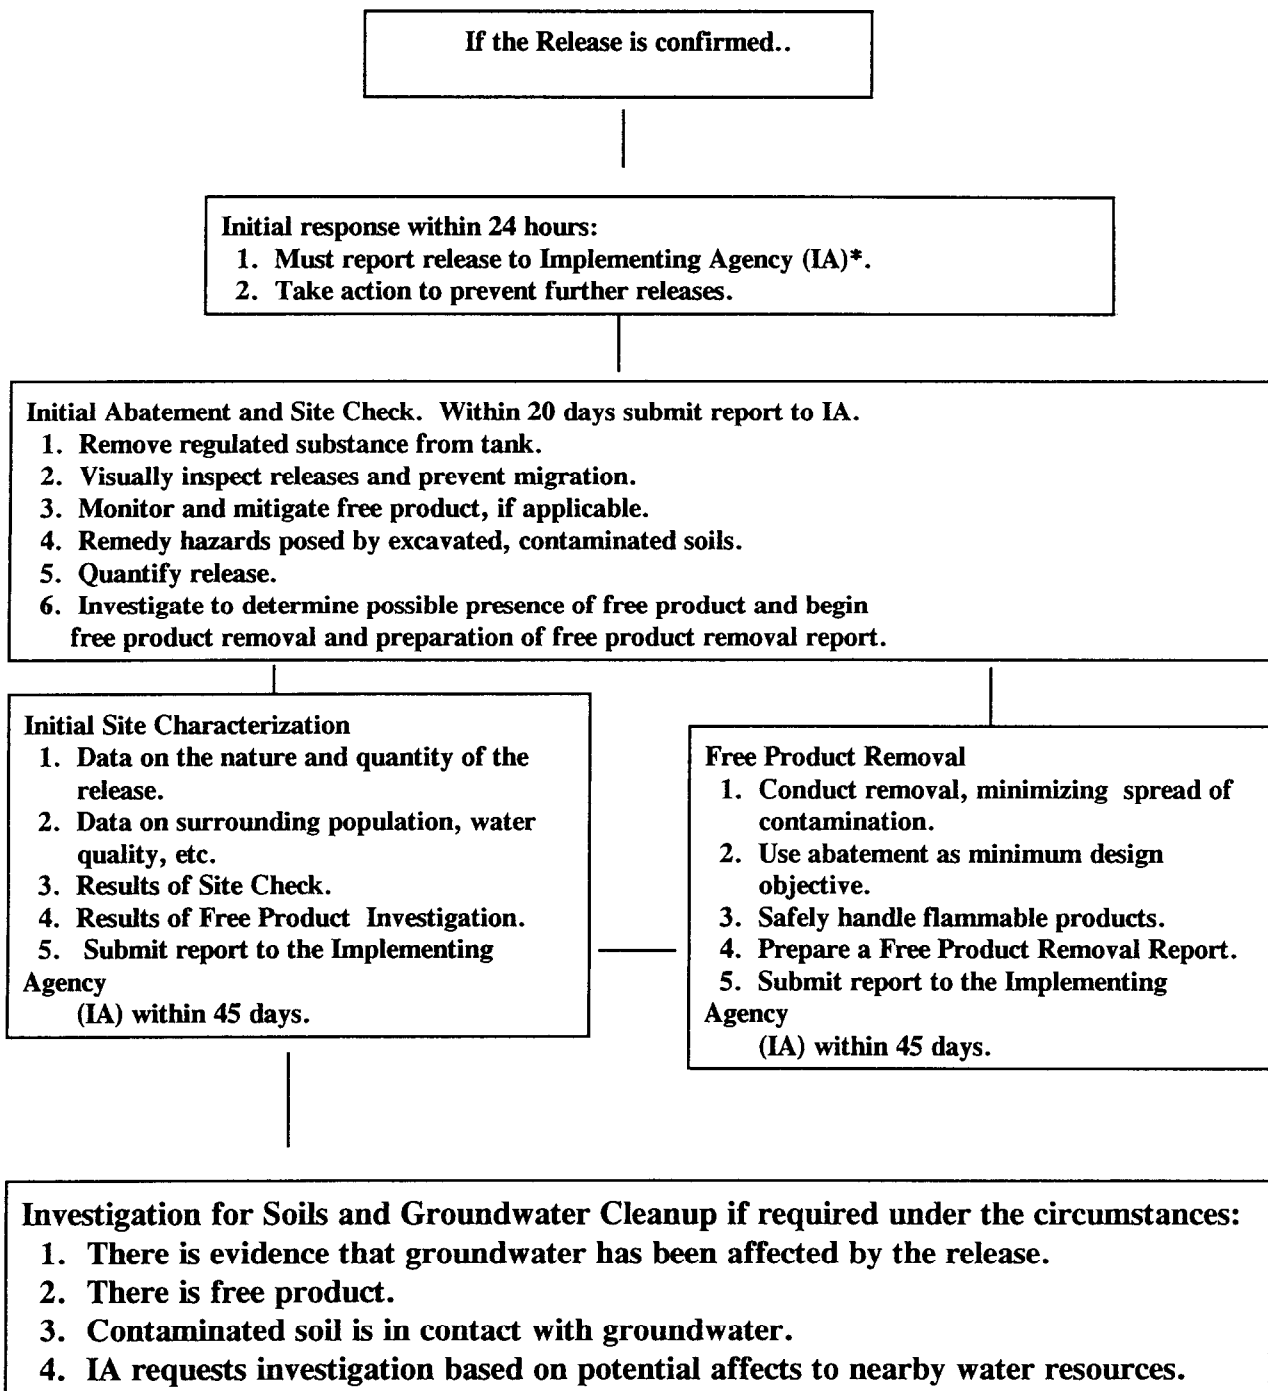 If the Release is confirmed..
Initial response within 24 hours:
1. Must report release to Implementing Agency (IA)*.
2. Take action to prevent further releases.
Initial Abatement and Site Check. Within 20 days submit report to IA.
1. Remove regulated substance from tank.
2. Visually inspect releases and prevent migration.
3. Monitor and mitigate free product, if applicable.
4. Remedy hazards posed by excavated, contaminated soils.
5. Quantify release.
6. Investigate to determine possible presence of free product and begin
free product removal and preparation of free product removal report.
Initial Site Characterization
1. Data on the nature and quantity of the
release.
2. Data on surrounding population, water
quality, etc.
3. Results of Site Check.
4. Results of Free Product Investigation.
5. Submit report to the Implementing
Agency
(IA) within 45 days.
Free Product Removal
1. Conduct removal, minimizing spread of
contamination.
2. Use abatement as minimum design
objective.
3. Safely handle flammable products.
4. Prepare a Free Product Removal Report.
5. Submit report to the Implementing
Agency
(IA) within 45 days.
Investigation for Soils and Groundwater Cleanup if required under the circumstances:
1. There is evidence that groundwater has been affected by the release.
2. There is free product.
3. Contaminated soil is in contact with groundwater.
4. IA requests investigation based on potential affects to nearby water resources.